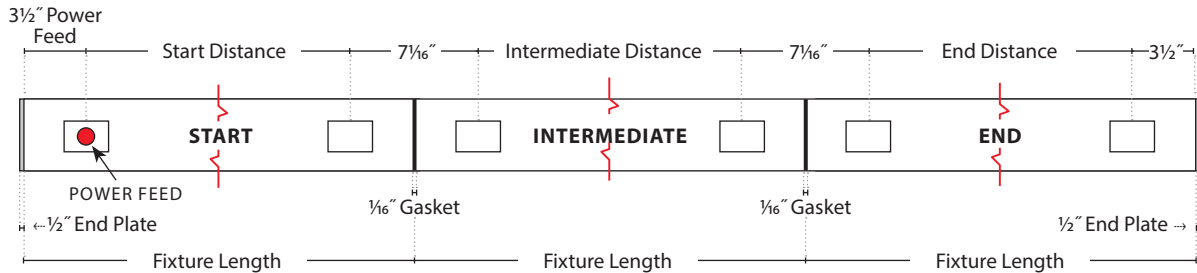 3½″ Power
Feed
Start Distance
7¹⁄₁₆″
Intermediate Distance
7¹⁄₁₆″
End Distance
3½″
START
INTERMEDIATE
END
POWER FEED
½″ End Plate
¹⁄₁₆″ Gasket
¹⁄₁₆″ Gasket
½″ End Plate
Fixture Length
Fixture Length
Fixture Length